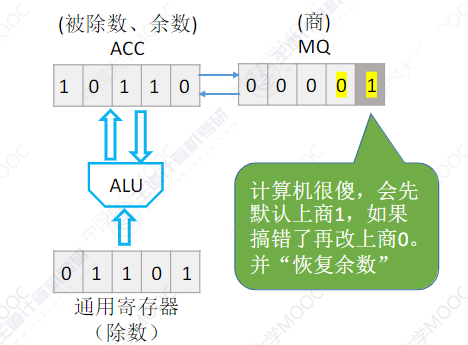 (被除数、余数)
ACC
1 0 1 1 0
(商)
MQ
0 0 0 0 1
ALU
0 1 1 0 1
通用寄存器
(除数)
计算机很傻，会先
默认上商1，如果
搞错了再改上商0。
并“恢复余数”